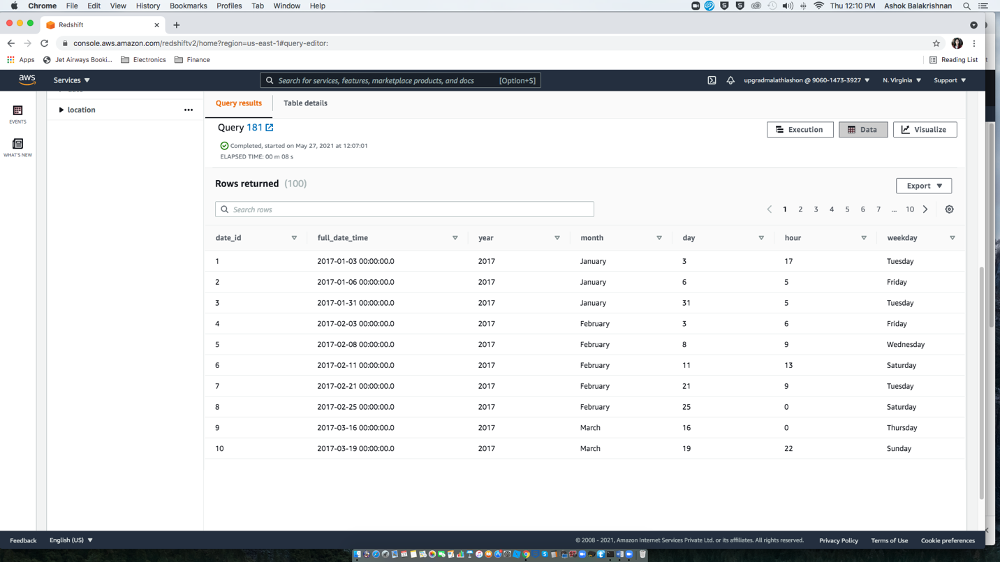 Chrome File Edit View History Bookmarks Profiles Tab Window Help Thu 12:10 PM Ashok Balakrishnan
Redshift
console.aws.amazon.com/redshiftv2/home?region=us-east-1#query-editor:
Apps Jet Airways Booki... Electronics Finance Reading List
aws Services Search for services, features, marketplace products, and docs [Option+S] upgradmalathiashon @ 9060-1473-3927 N. Virginia Support
location
EVENTS
WHAT'S NEW
Query results Table details
Query 181 Execution Data Visualize
Completed, started on May 27, 2021 at 12:07:01
ELAPSED TIME: 00 m 08 s
Rows returned (100) Export
Search rows 1 2 3 4 5 6 7 ... 10
date_id full_date_time year month day hour weekday
1 2017-01-03 00:00:00.0 2017 January 3 17 Tuesday
2 2017-01-06 00:00:00.0 2017 January 6 5 Friday
3 2017-01-31 00:00:00.0 2017 January 31 5 Tuesday
4 2017-02-03 00:00:00.0 2017 February 3 6 Friday
5 2017-02-08 00:00:00.0 2017 February 8 9 Wednesday
6 2017-02-11 00:00:00.0 2017 February 11 13 Saturday
7 2017-02-21 00:00:00.0 2017 February 21 9 Tuesday
8 2017-02-25 00:00:00.0 2017 February 25 0 Saturday
9 2017-03-16 00:00:00.0 2017 March 16 0 Thursday
10 2017-03-19 00:00:00.0 2017 March 19 22 Sunday
Feedback English (US) © 2008 - 2021, Amazon Internet Services Private Ltd. or its affiliates. All rights reserved. Privacy Policy Terms of Use Cookie preferences